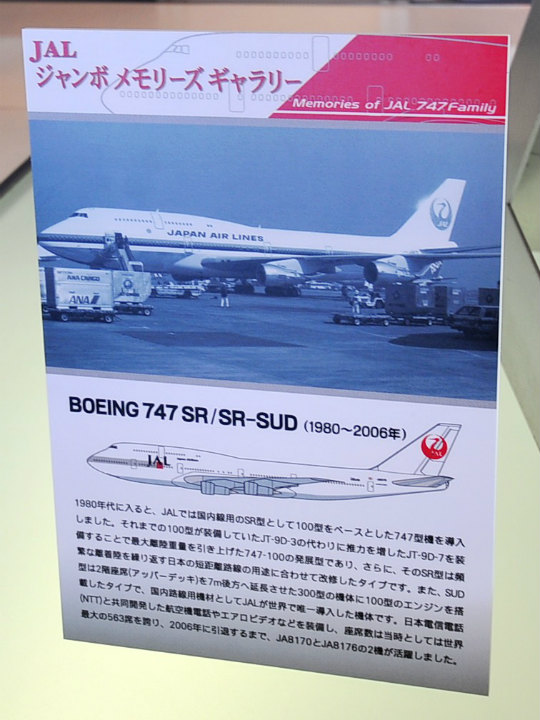 JAL
ジャンボ メモリーズ ギャラリー
Memories of JAL 747 Family
JAPAN AIR LINES
JAL
ANA CARGO
ANA
BOEING 747 SR/SR-SUD (1980～2006年)
JAL
JAL
1980年代に入ると、JALでは国内線用のSR型として100型をベースとした747型機を導入
しました。それまでの100型が装備していたJT-9D-3の代わりに推力を増したJT-9D-7を装
備することで最大離陸重量を引き上げた747-100の発展型であり、さらに、そのSR型は頻
繁な離着陸を繰り返す日本の短距離路線の用途に合わせて改修したタイプです。また、SUD
型は2階座席(アッパーデッキ)を7m後方へ延長させた300型の機体に100型のエンジンを搭
載したタイプで、国内路線用機材としてJALが世界で唯一導入した機体です。日本電信電話
(NTT)と共同開発した航空機電話やエアロビデオなどを装備し、座席数は当時としては世界
最大の563席を誇り、2006年に引退するまで、JA8170とJA8176の2機が活躍しました。